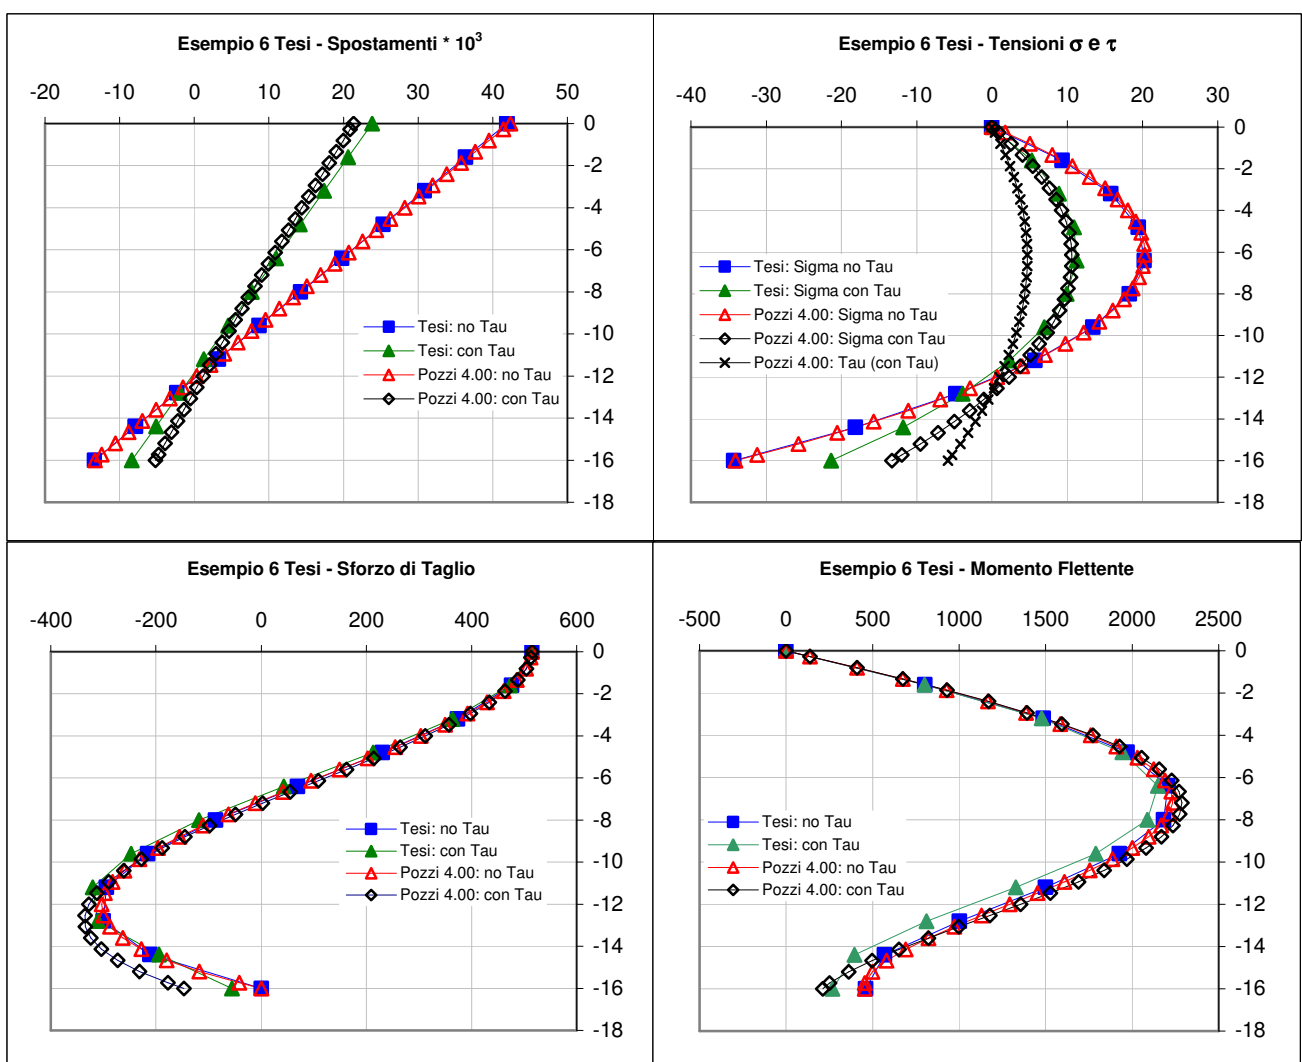 Esempio 6 Tesi - Spostamenti * 10³
-20 -10 0 10 20 30 40 50
0
-2
-4
-6
-8
-10
-12
-14
-16
-18
Tesi: no Tau
Tesi: con Tau
Pozzi 4.00: no Tau
Pozzi 4.00: con Tau
Esempio 6 Tesi - Tensioni σ e τ
-40 -30 -20 -10 0 10 20 30
0
-2
-4
-6
-8
-10
-12
-14
-16
-18
Tesi: Sigma no Tau
Tesi: Sigma con Tau
Pozzi 4.00: Sigma no Tau
Pozzi 4.00: Sigma con Tau
Pozzi 4.00: Tau (con Tau)
Esempio 6 Tesi - Sforzo di Taglio
-400 -200 0 200 400 600
0
-2
-4
-6
-8
-10
-12
-14
-16
-18
Tesi: no Tau
Tesi: con Tau
Pozzi 4.00: no Tau
Pozzi 4.00: con Tau
Esempio 6 Tesi - Momento Flettente
-500 0 500 1000 1500 2000 2500
0
-2
-4
-6
-8
-10
-12
-14
-16
-18
Tesi: no Tau
Tesi: con Tau
Pozzi 4.00: no Tau
Pozzi 4.00: con Tau